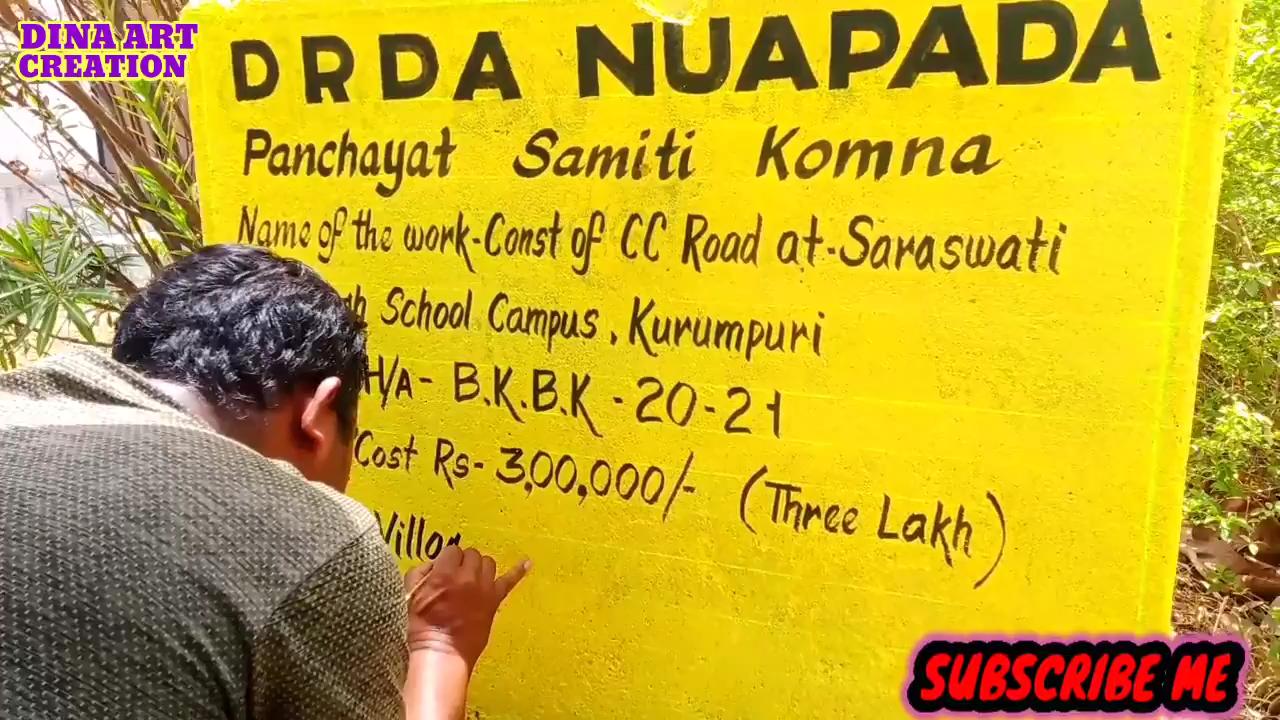 DINA ART
CREATION
DRDA NUAPADA
Panchayat Samiti Komna
Name of the work-Const of CC Road at-Saraswati
School Campus, Kurumpuri
H/A- B.K.B.K - 20-21
Cost Rs- 3,00,000/- (Three Lakh)
SUBSCRIBE ME